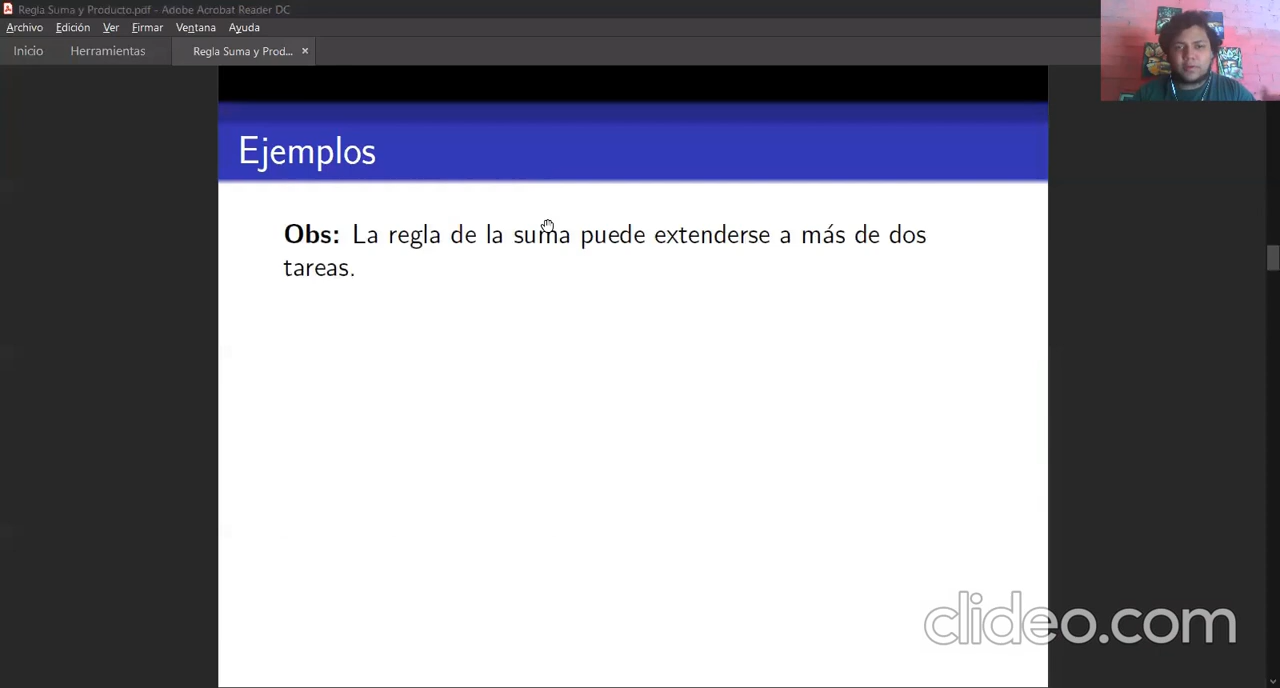 Regla Suma y Producto.pdf - Adobe Acrobat Reader DC
Archivo Edición Ver Firmar Ventana Ayuda
Inicio Herramientas Regla Suma y Prod... ×
Ejemplos
Obs: La regla de la suma puede extenderse a más de dos
tareas.
clideo.com